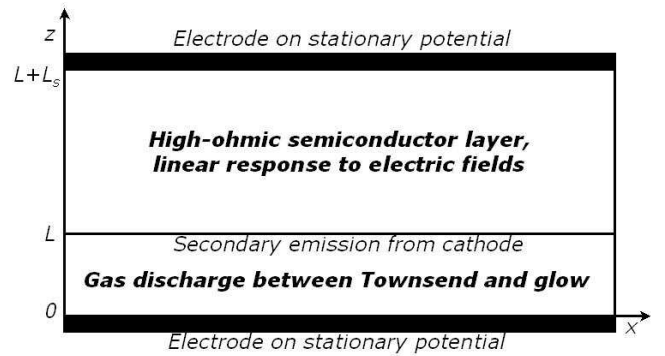 z
Electrode on stationary potential
L+Ls
High-ohmic semiconductor layer,
linear response to electric fields
L
Secondary emission from cathode
Gas discharge between Townsend and glow
0
x
Electrode on stationary potential